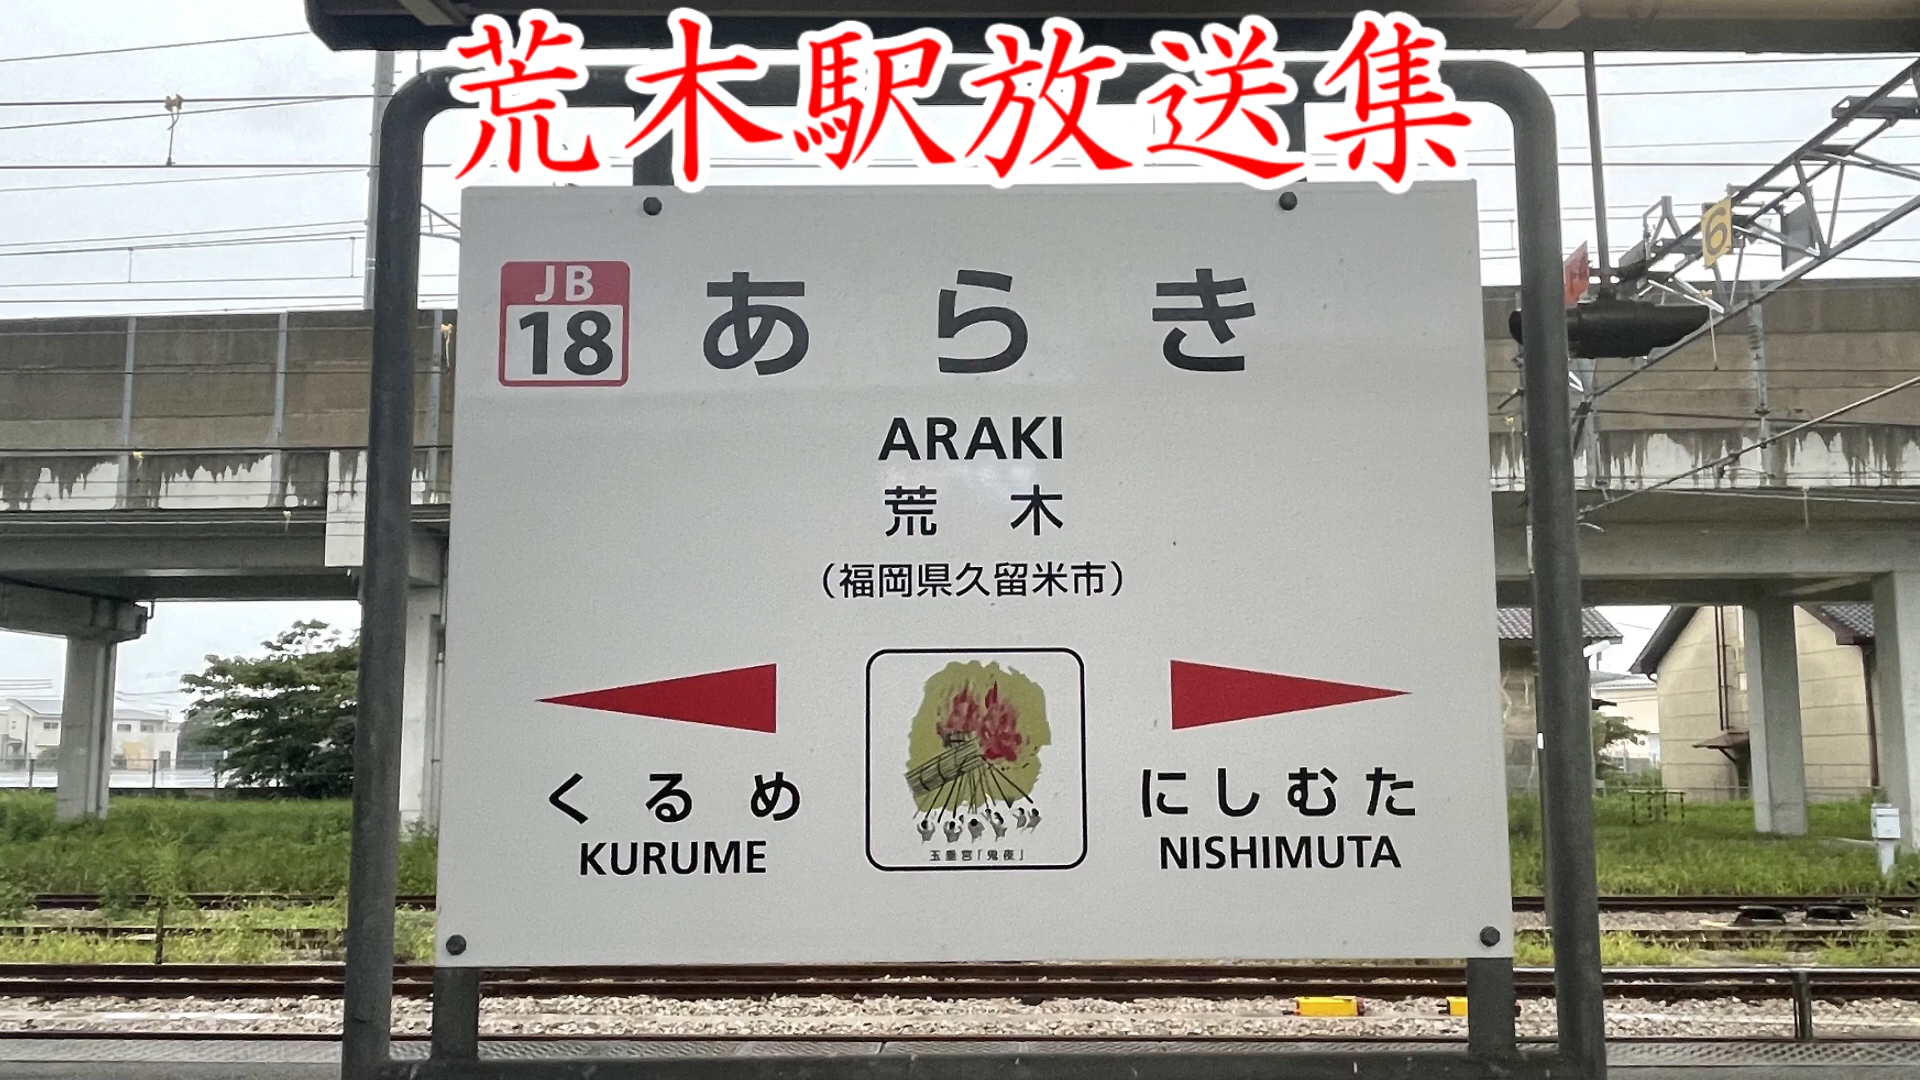 荒木駅放送集
JB
18
あらき
ARAKI
荒木
(福岡県久留米市)
くるめ
KURUME
にしむた
NISHIMUTA
玉垂宮「鬼夜」
6